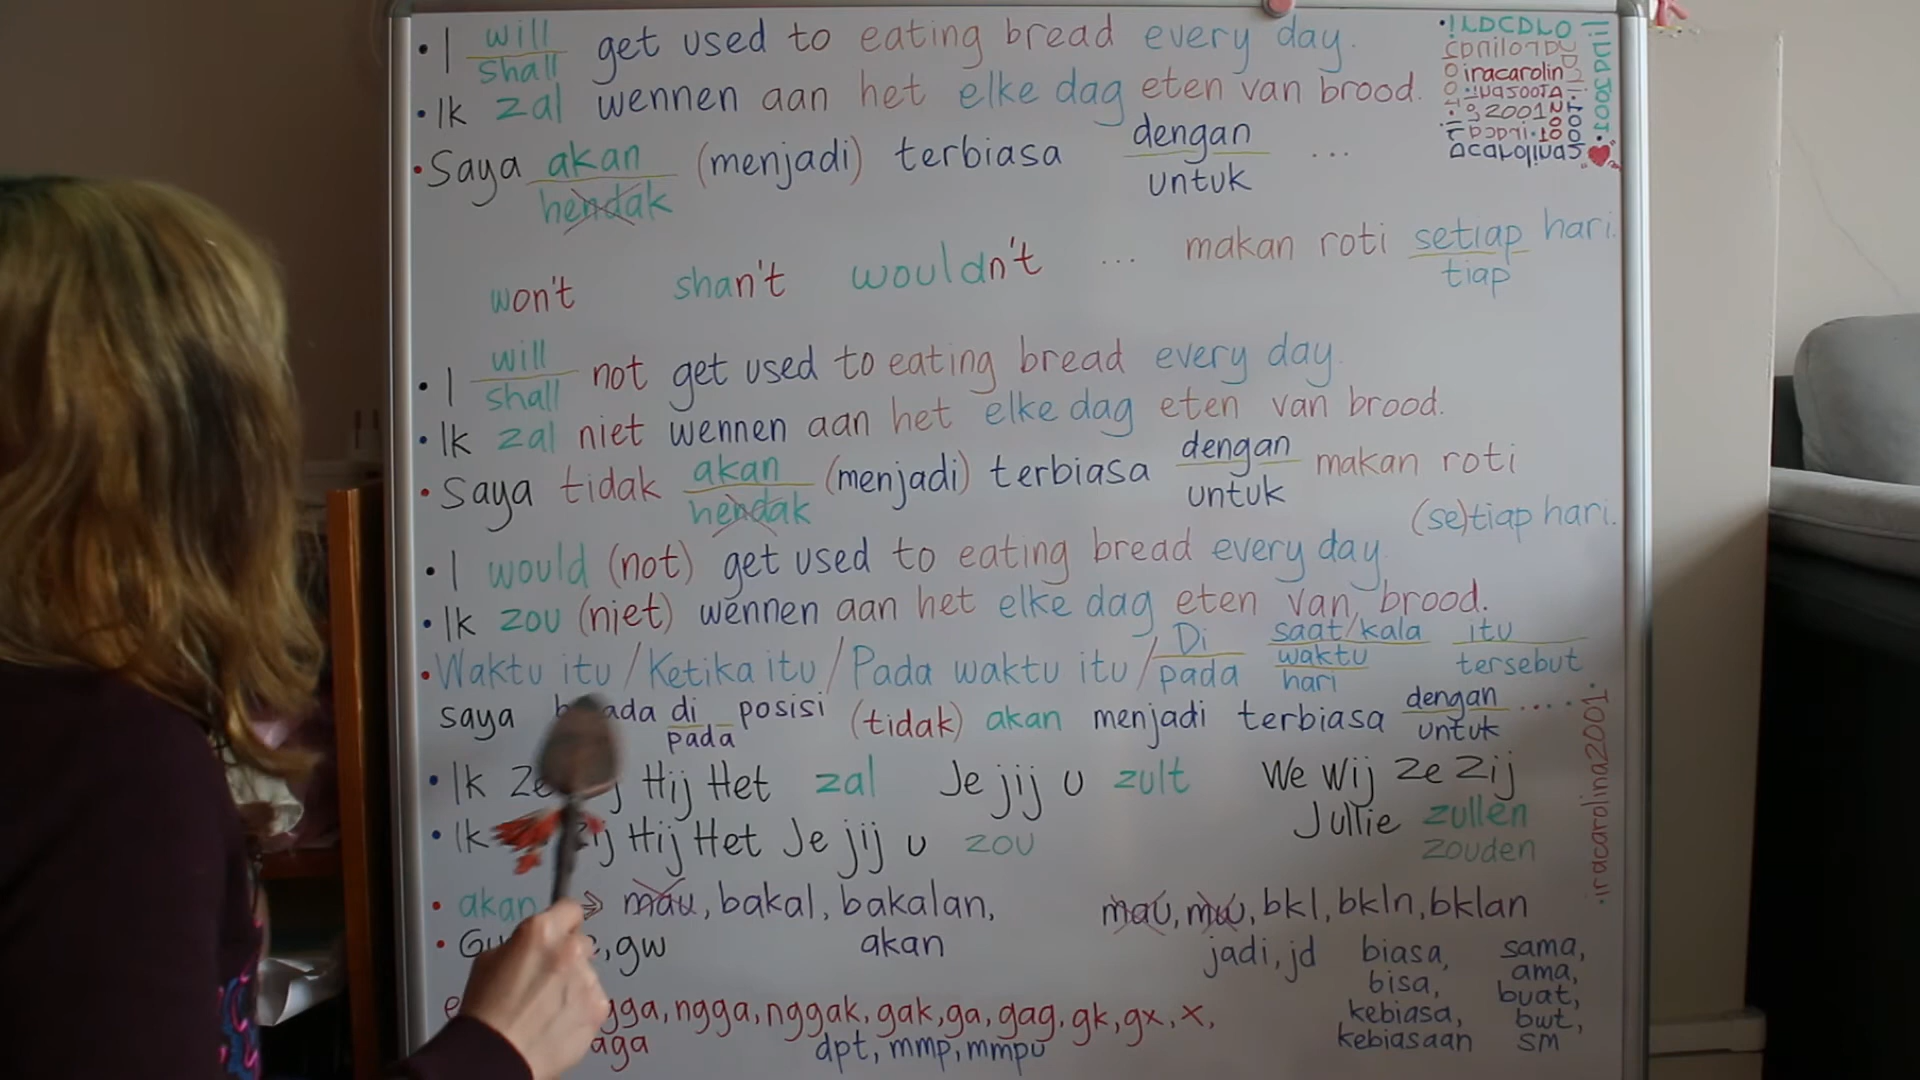 • I will/shall get used to eating bread every day.
• Ik zal wennen aan het elke dag eten van brood.
• Saya akan/hendak (menjadi) terbiasa dengan/untuk ...
... makan roti setiap/tiap hari.
won't shan't wouldn't
• I will/shall not get used to eating bread every day.
• Ik zal niet wennen aan het elke dag eten van brood.
• Saya tidak akan/hendak (menjadi) terbiasa dengan/untuk makan roti
(se)tiap hari.
• I would (not) get used to eating bread every day.
• Ik zou (niet) wennen aan het elke dag eten van brood.
• Waktu itu / Ketika itu / Pada waktu itu / Di/pada saat/kala/waktu/hari itu/tersebut
saya di/pada posisi (tidak) akan menjadi terbiasa dengan/untuk ....
• Ik Hij Het zal Je jij u zult We Wij Ze Zij
Jullie zullen
• Ik Hij Het Je jij u zou
zouden
• akan => mau, bakal, bakalan, mau, mw, bkl, bkln, bklan
• gw akan
jadi, jd biasa, sama,
bisa, ama,
kebiasa, buat, bwt,
kebiasaan sm
ngga, nggak, gak, ga, gag, gk, gx, x,
dpt, mmp, mmpu
iracarolin
2001
acarolinas
•iracarolina2001•